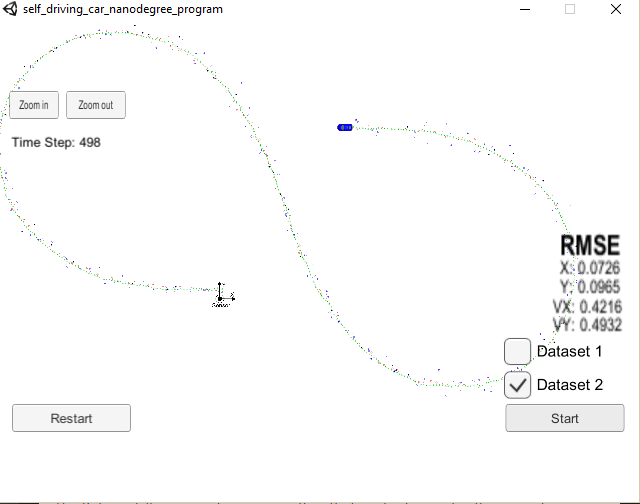 self_driving_car_nanodegree_program
Zoom in Zoom out
Time Step: 498
Sensor
RMSE
X: 0.0726
Y: 0.0965
VX: 0.4216
VY: 0.4932
Dataset 1
Dataset 2
Restart Start